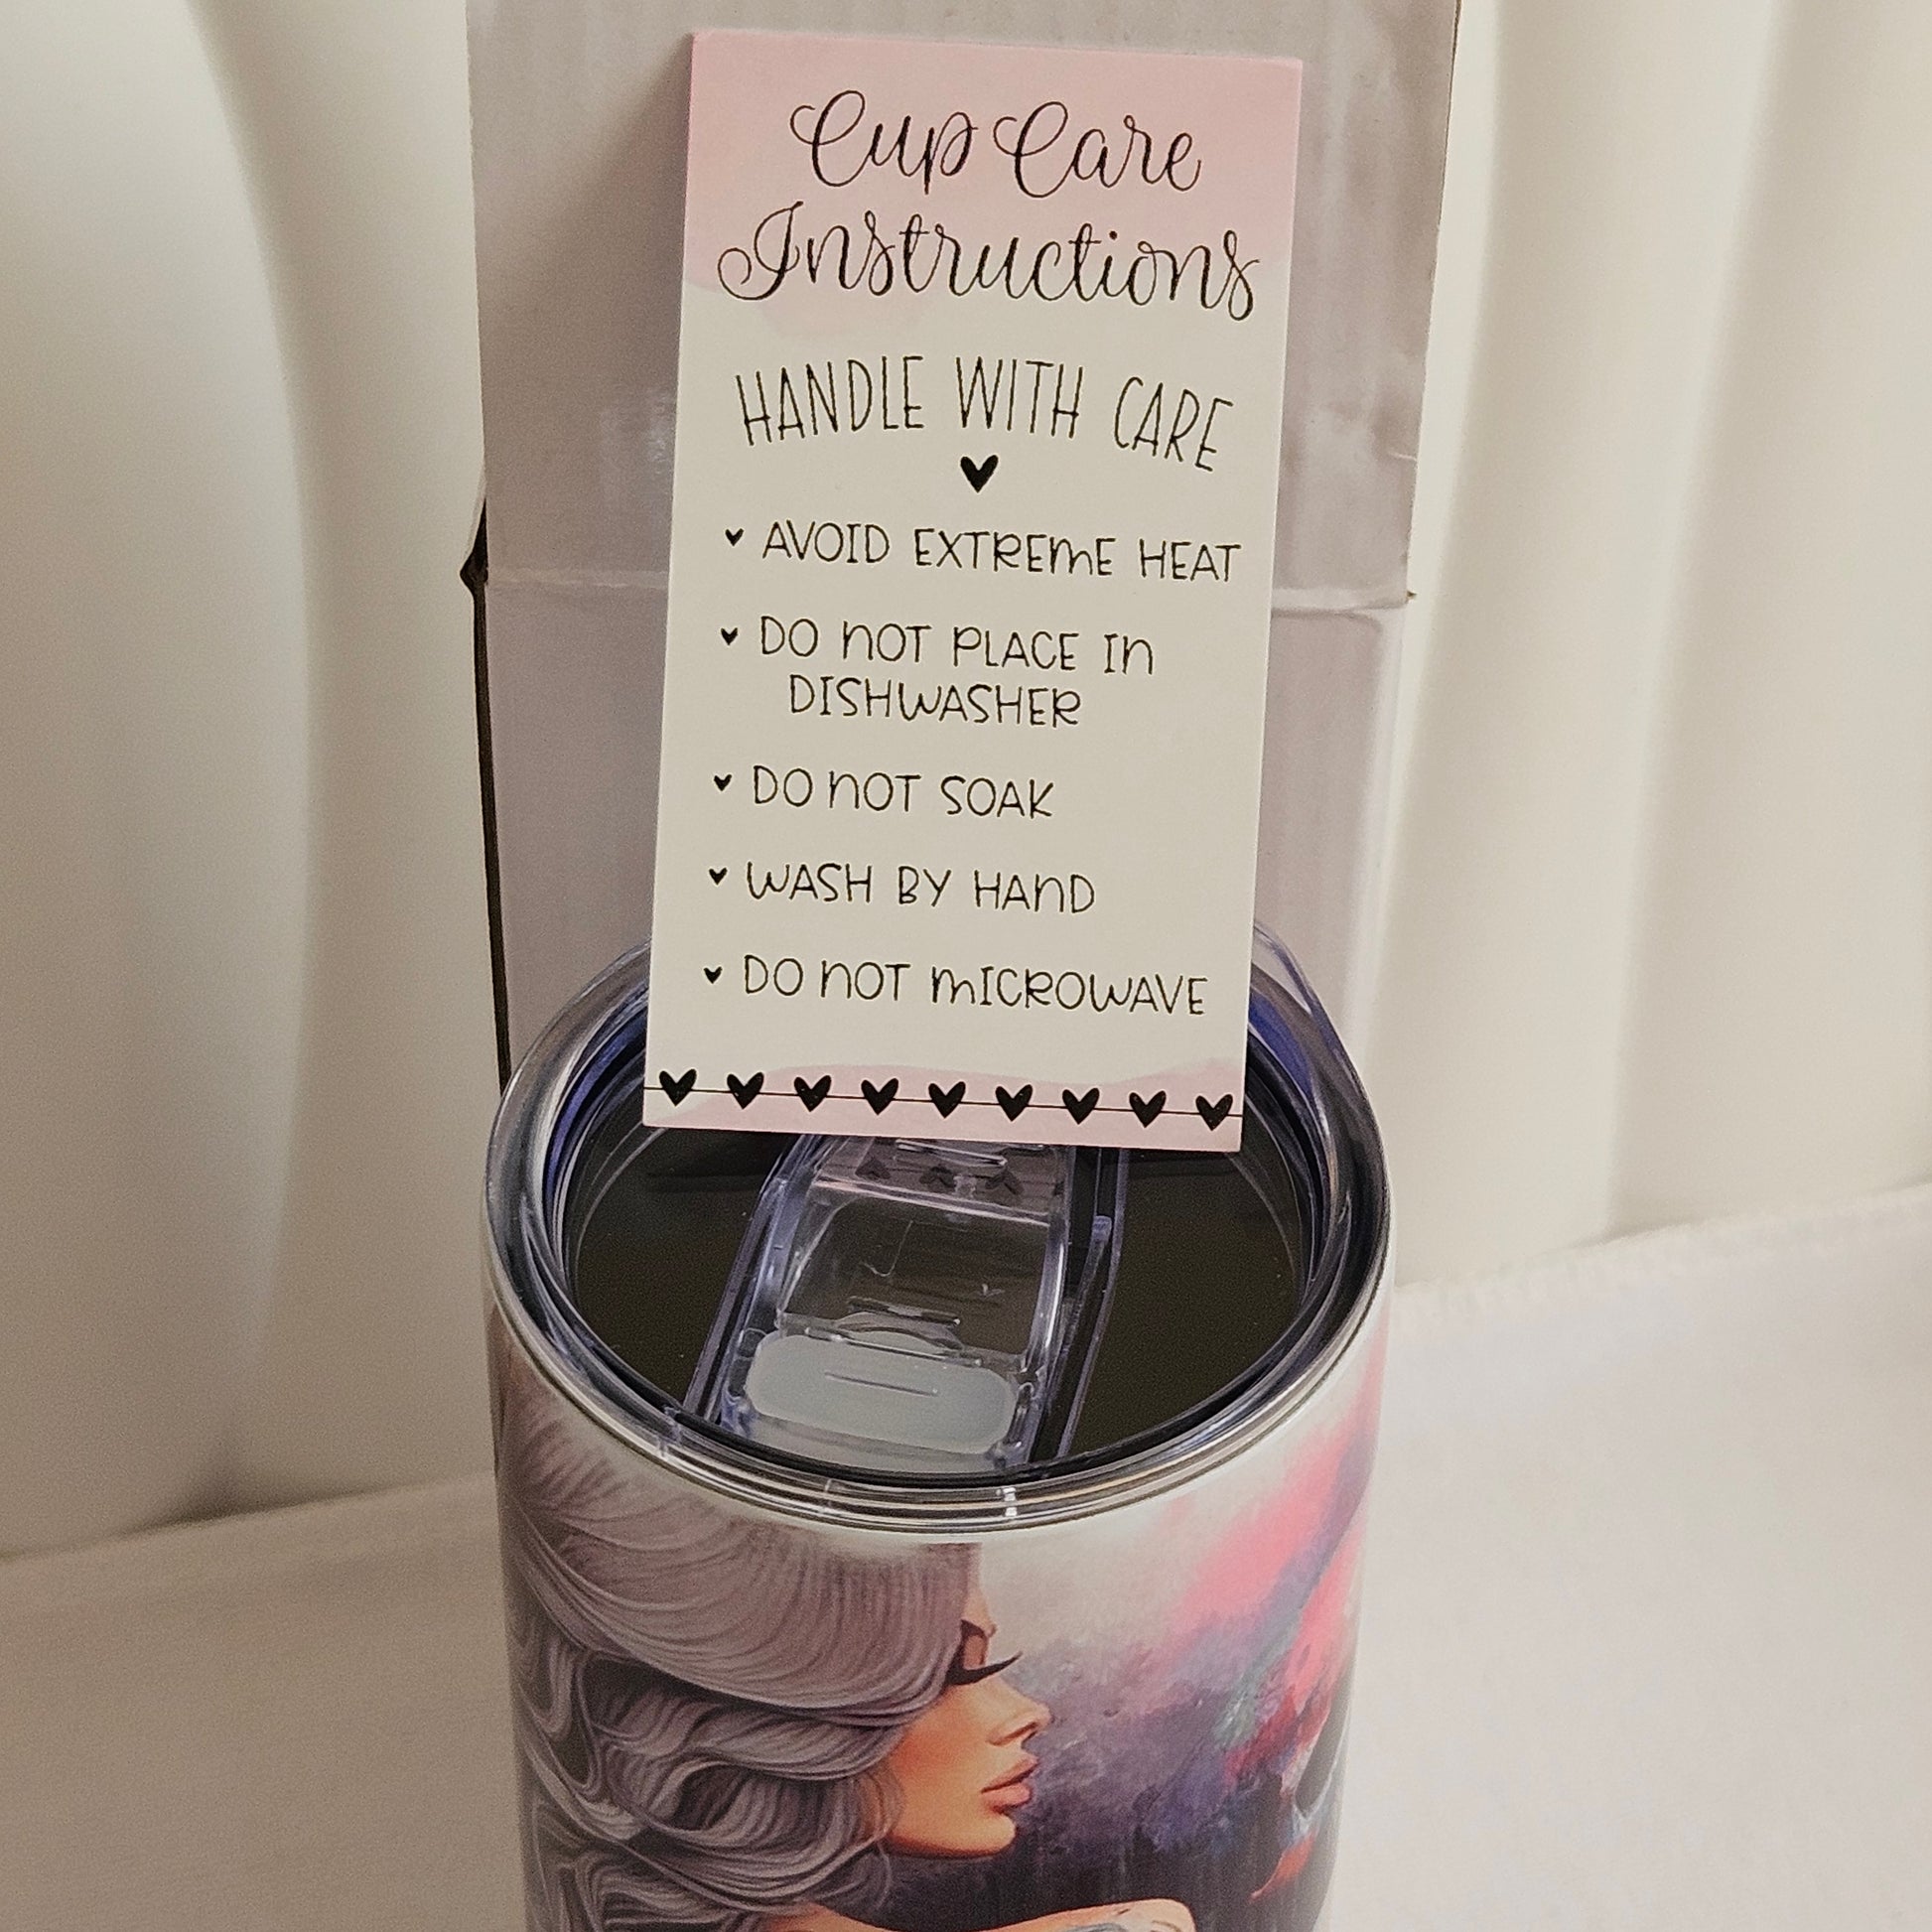 Cup Care
Instructions
HANDLE WITH CARE
AVOID EXTREME HEAT
DO NOT PLACE IN
DISHWASHER
DO NOT SOAK
WASH BY HAND
DO NOT MICROWAVE